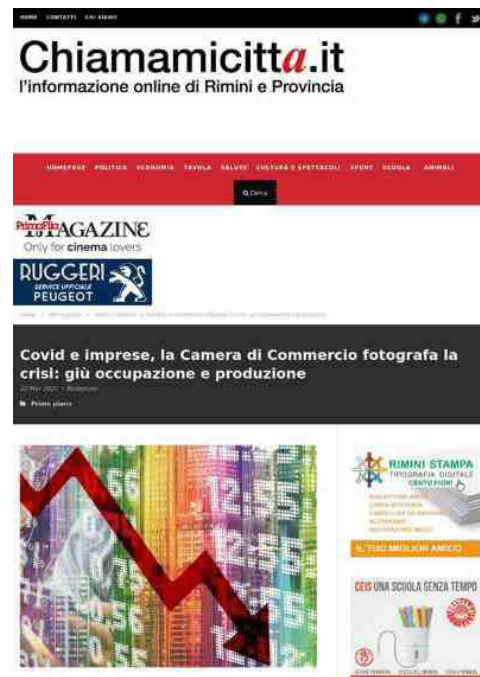 HOME CONTATTI CHI SIAMO
Chiamamicitta.it
l'informazione online di Rimini e Provincia
HOMEPAGE POLITICA ECONOMIA TAVOLA SALUTE CULTURA E SPETTACOLI SPORT SCUOLA ANIMALI
Cerca
PrimaFila MAGAZINE
Only for cinema lovers
RUGGERI
SERVICE UFFICIALE
PEUGEOT
Covid e imprese, la Camera di Commercio fotografa la
crisi: giù occupazione e produzione
Primo piano
RIMINI STAMPA
TIPOGRAFIA DIGITALE
CENTO FIORI
IL TUO MIGLIOR AMICO
CEIS UNA SCUOLA SENZA TEMPO